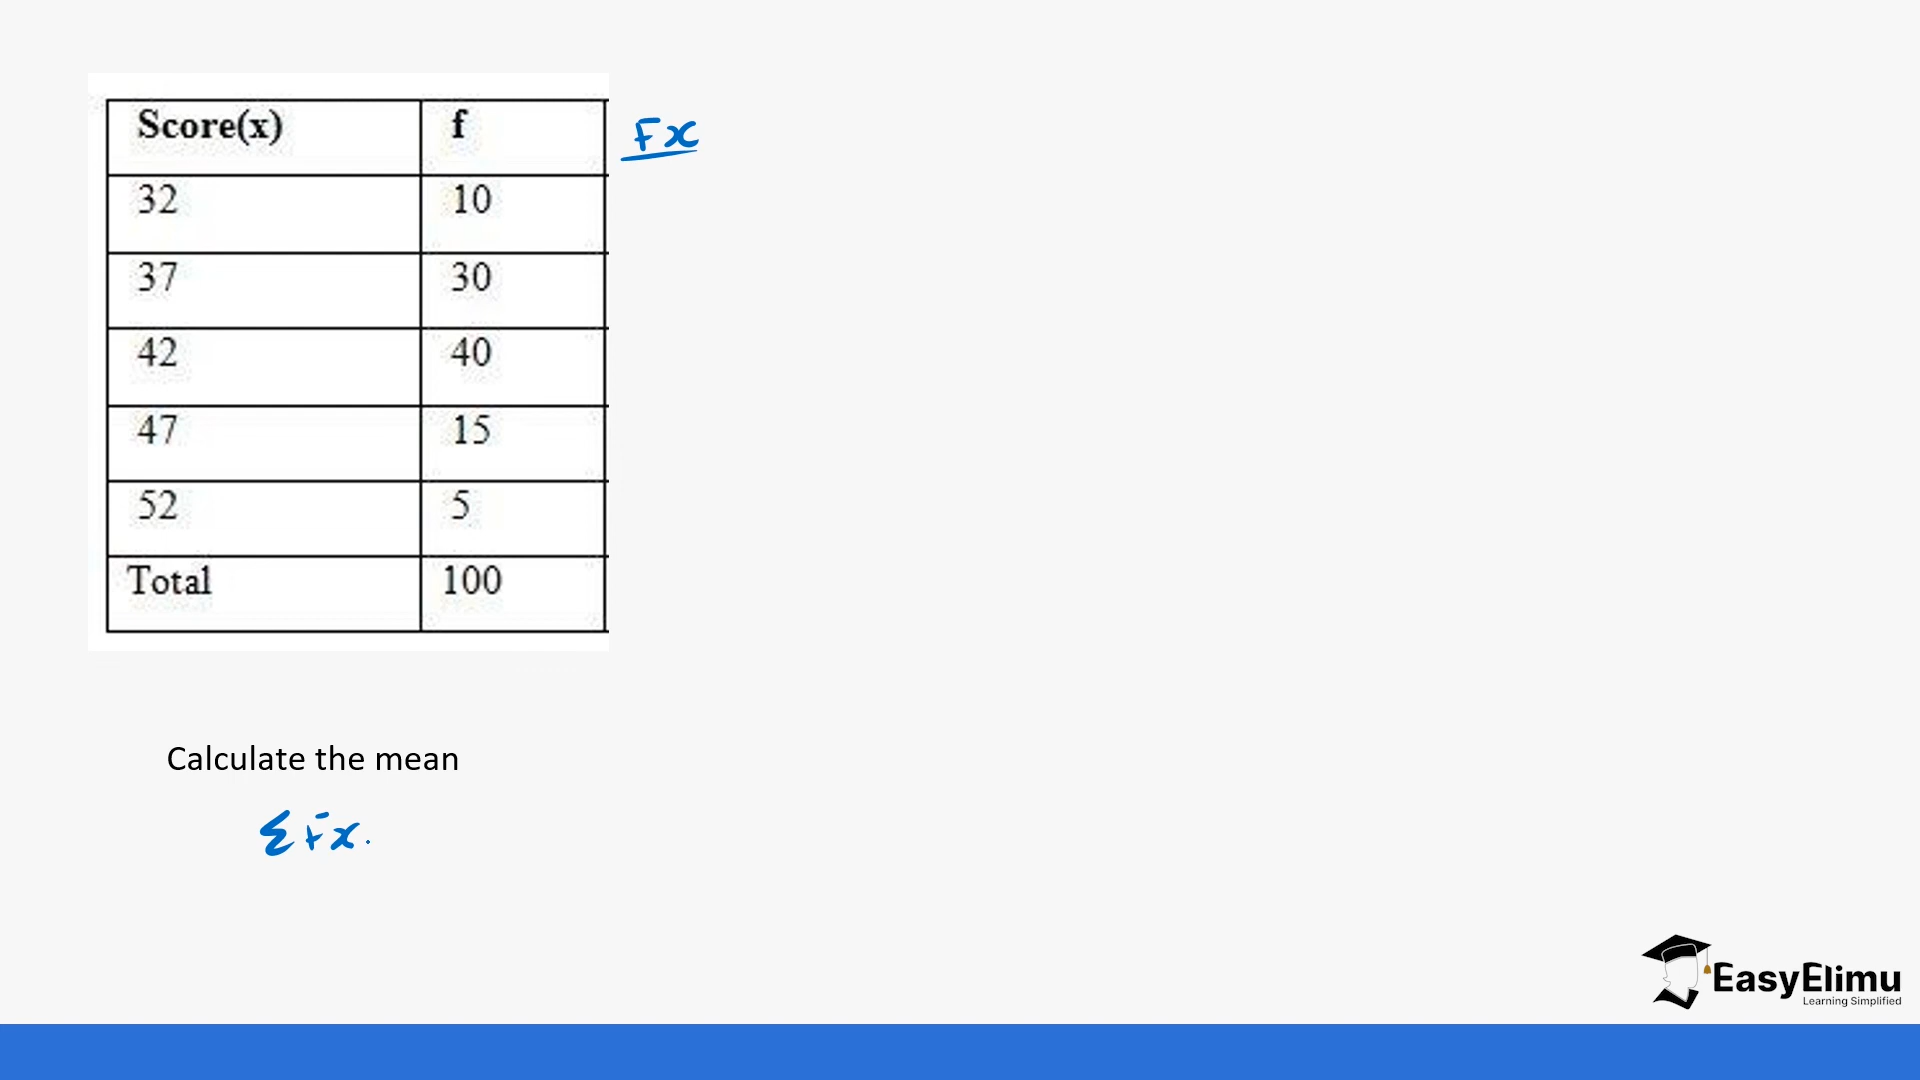 Score(x) f Fx
32 10
37 30
42 40
47 15
52 5
Total 100
Calculate the mean
Σfx.
EasyElimu
Learning Simplified